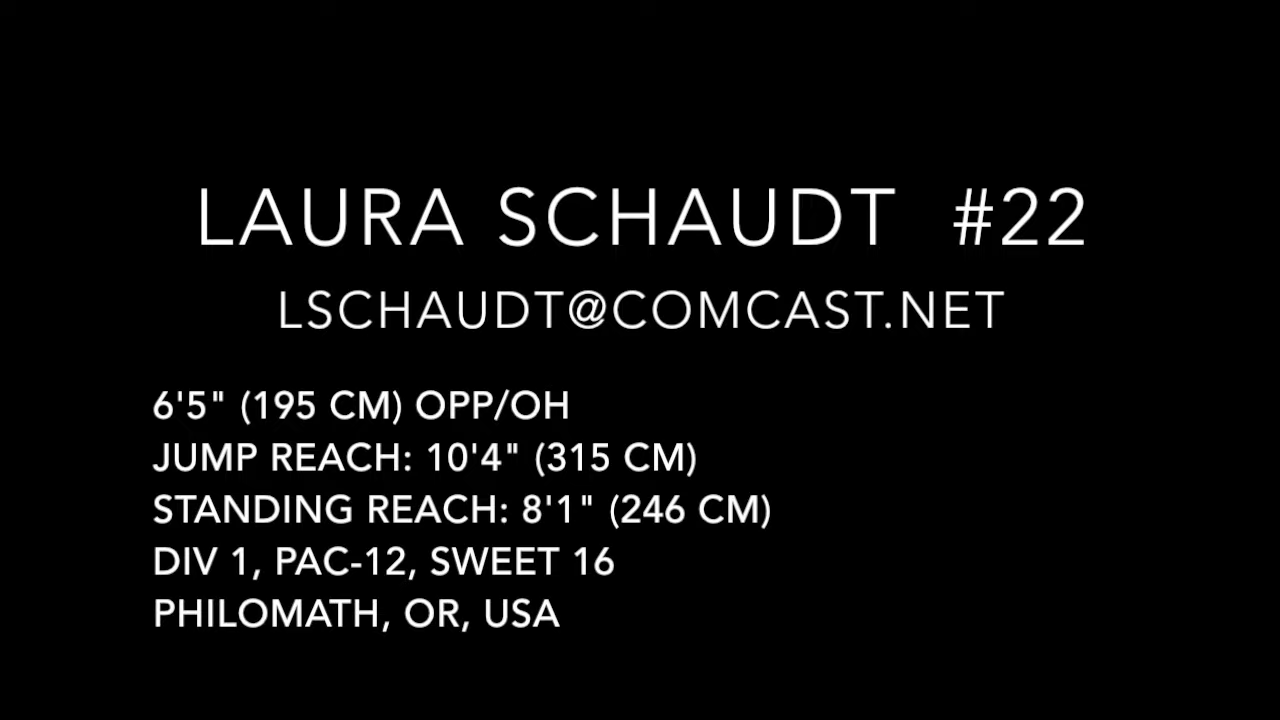 LAURA SCHAUDT #22
LSCHAUDT@COMCAST.NET
6'5" (195 CM) OPP/OH
JUMP REACH: 10'4" (315 CM)
STANDING REACH: 8'1" (246 CM)
DIV 1, PAC-12, SWEET 16
PHILOMATH, OR, USA